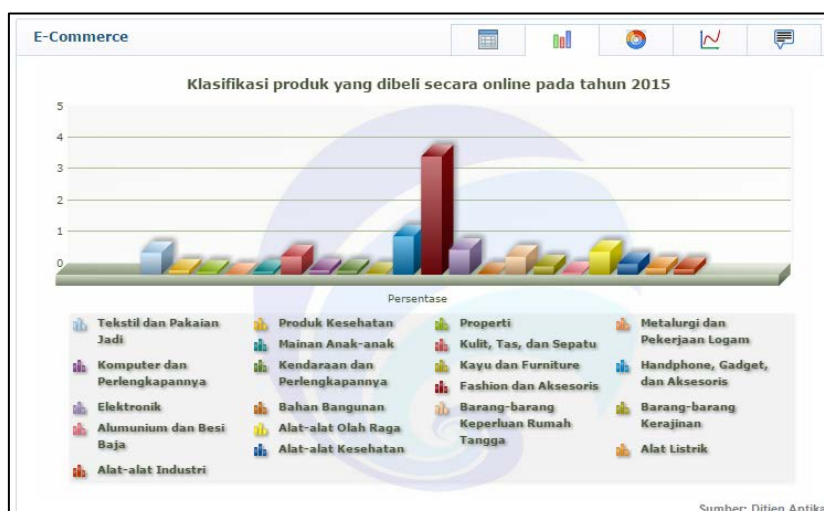 E-Commerce
Klasifikasi produk yang dibeli secara online pada tahun 2015
5
4
3
2
1
0
Persentase
Tekstil dan Pakaian
Jadi
Produk Kesehatan
Properti
Metalurgi dan
Pekerjaan Logam
Mainan Anak-anak
Kulit, Tas, dan Sepatu
Komputer dan
Perlengkapannya
Kendaraan dan
Perlengkapannya
Kayu dan Furniture
Handphone, Gadget,
dan Aksesoris
Fashion dan Aksesoris
Elektronik
Bahan Bangunan
Barang-barang
Keperluan Rumah
Tangga
Barang-barang
Kerajinan
Alumunium dan Besi
Baja
Alat-alat Olah Raga
Alat-alat Kesehatan
Alat Listrik
Alat-alat Industri
Sumber: Ditjen Aptika